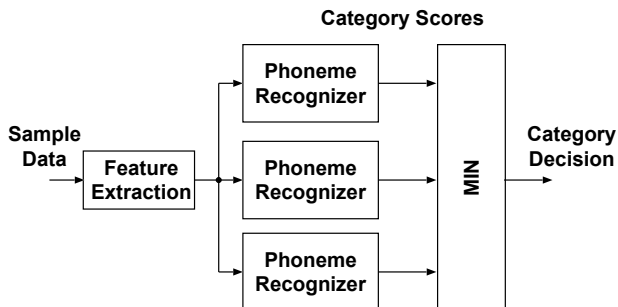 Category Scores
Phoneme
Recognizer
Sample
Data
Feature
Extraction
Phoneme
Recognizer
MIN
Category
Decision
Phoneme
Recognizer